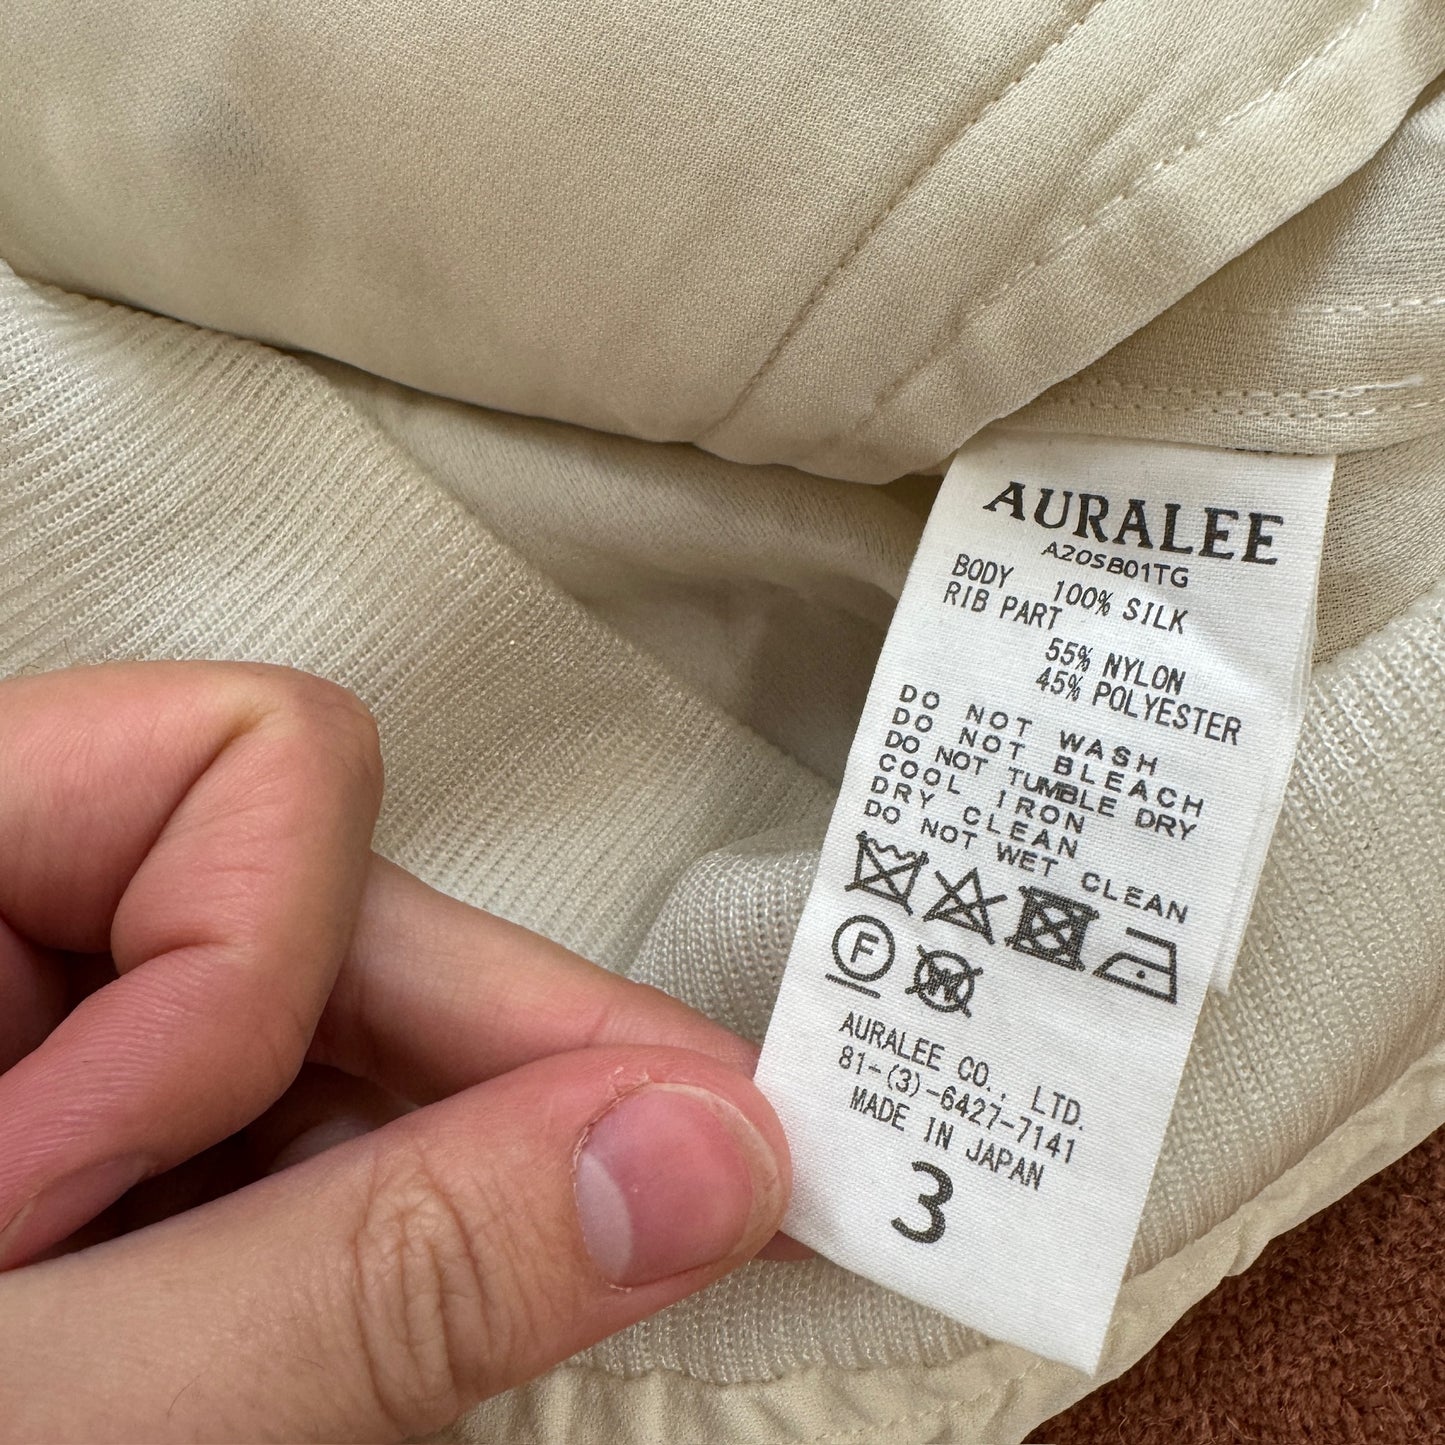 AURALEE
A20SB01TG
BODY 100% SILK
RIB PART
55% NYLON
45% POLYESTER
DO NOT WASH
DO NOT BLEACH
DO NOT TUMBLE DRY
COOL IRON
DRY CLEAN
DO NOT WET CLEAN
F W
AURALEE CO., LTD.
81-(3)-6427-7141
MADE IN JAPAN
3